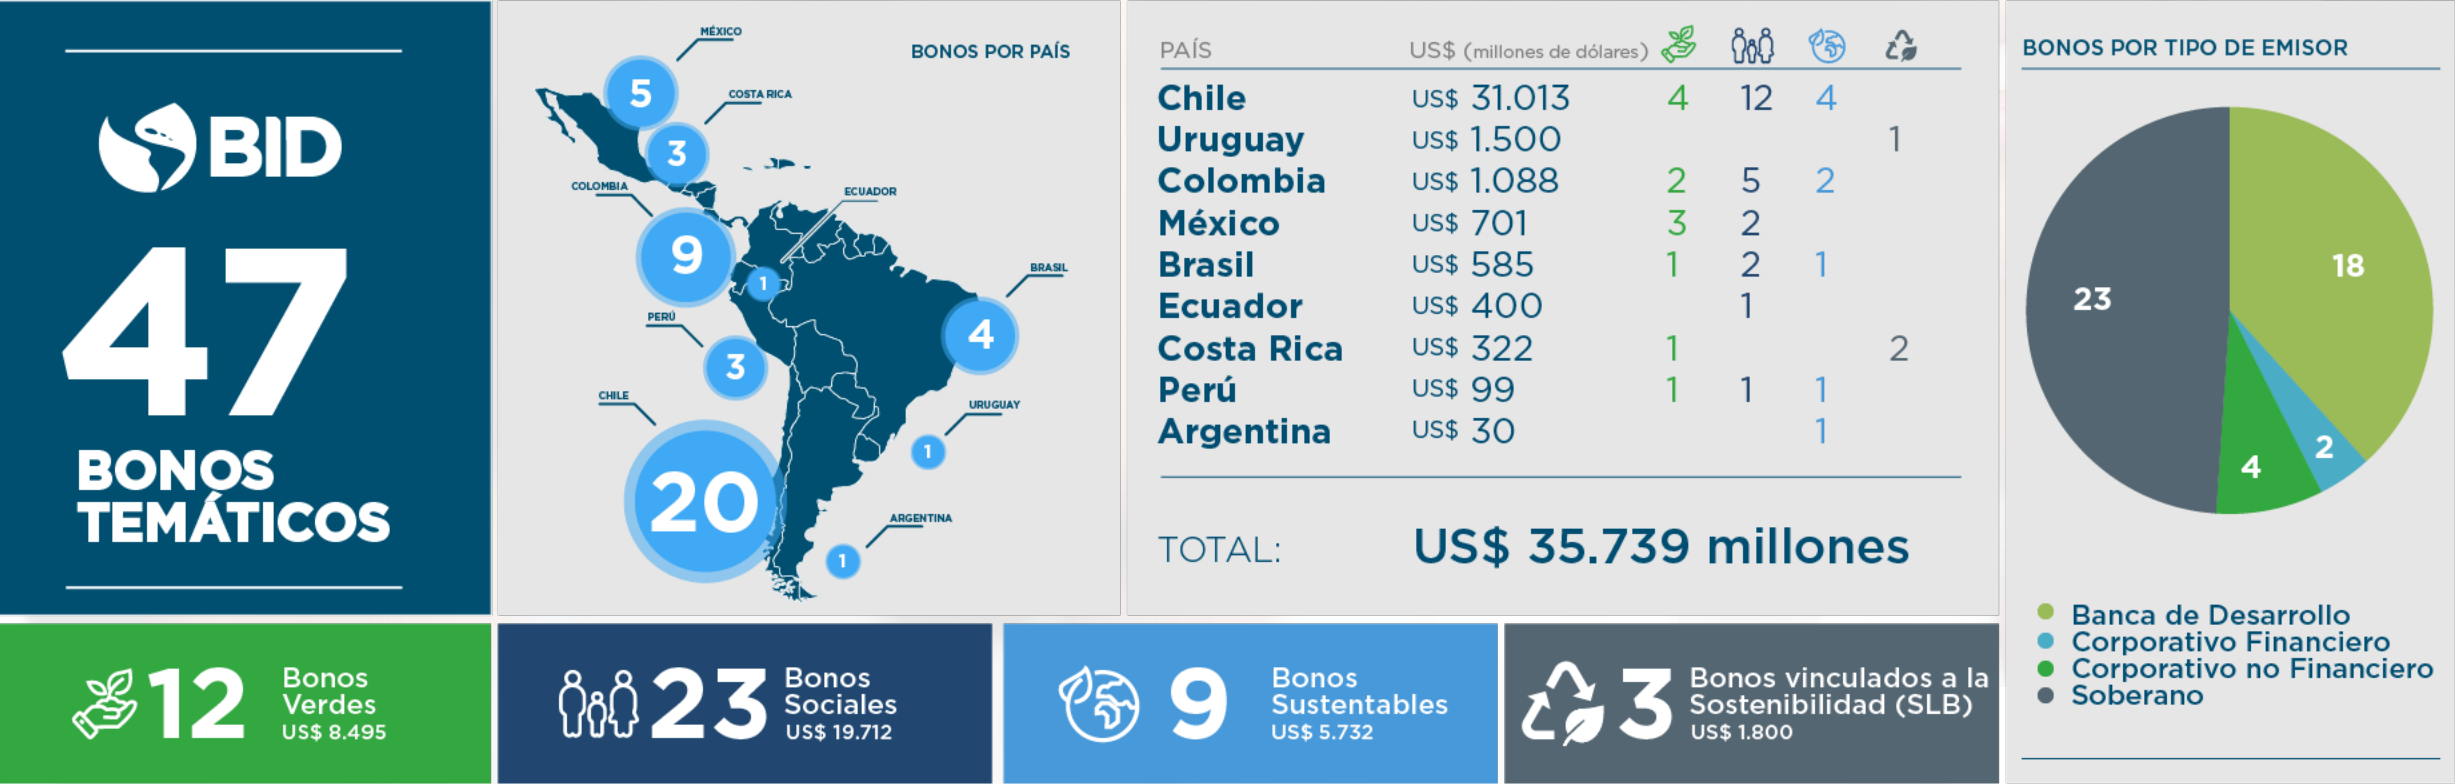 BID
47
BONOS
TEMÁTICOS
BONOS POR PAÍS
MÉXICO
5
COSTA RICA
3
COLOMBIA
9
ECUADOR
1
BRASIL
4
PERÚ
3
CHILE
20
URUGUAY
1
ARGENTINA
1
PAÍS US$ (millones de dólares)
Chile US$ 31.013 4 12 4
Uruguay US$ 1.500 1
Colombia US$ 1.088 2 5 2
México US$ 701 3 2
Brasil US$ 585 1 2 1
Ecuador US$ 400 1
Costa Rica US$ 322 1 2
Perú US$ 99 1 1 1
Argentina US$ 30 1
TOTAL: US$ 35.739 millones
BONOS POR TIPO DE EMISOR
18
23
2
4
Banca de Desarrollo
Corporativo Financiero
Corporativo no Financiero
Soberano
12
Bonos
Verdes
US$ 8.495
23
Bonos
Sociales
US$ 19.712
9
Bonos
Sustentables
US$ 5.732
3
Bonos vinculados a la
Sostenibilidad (SLB)
US$ 1.800